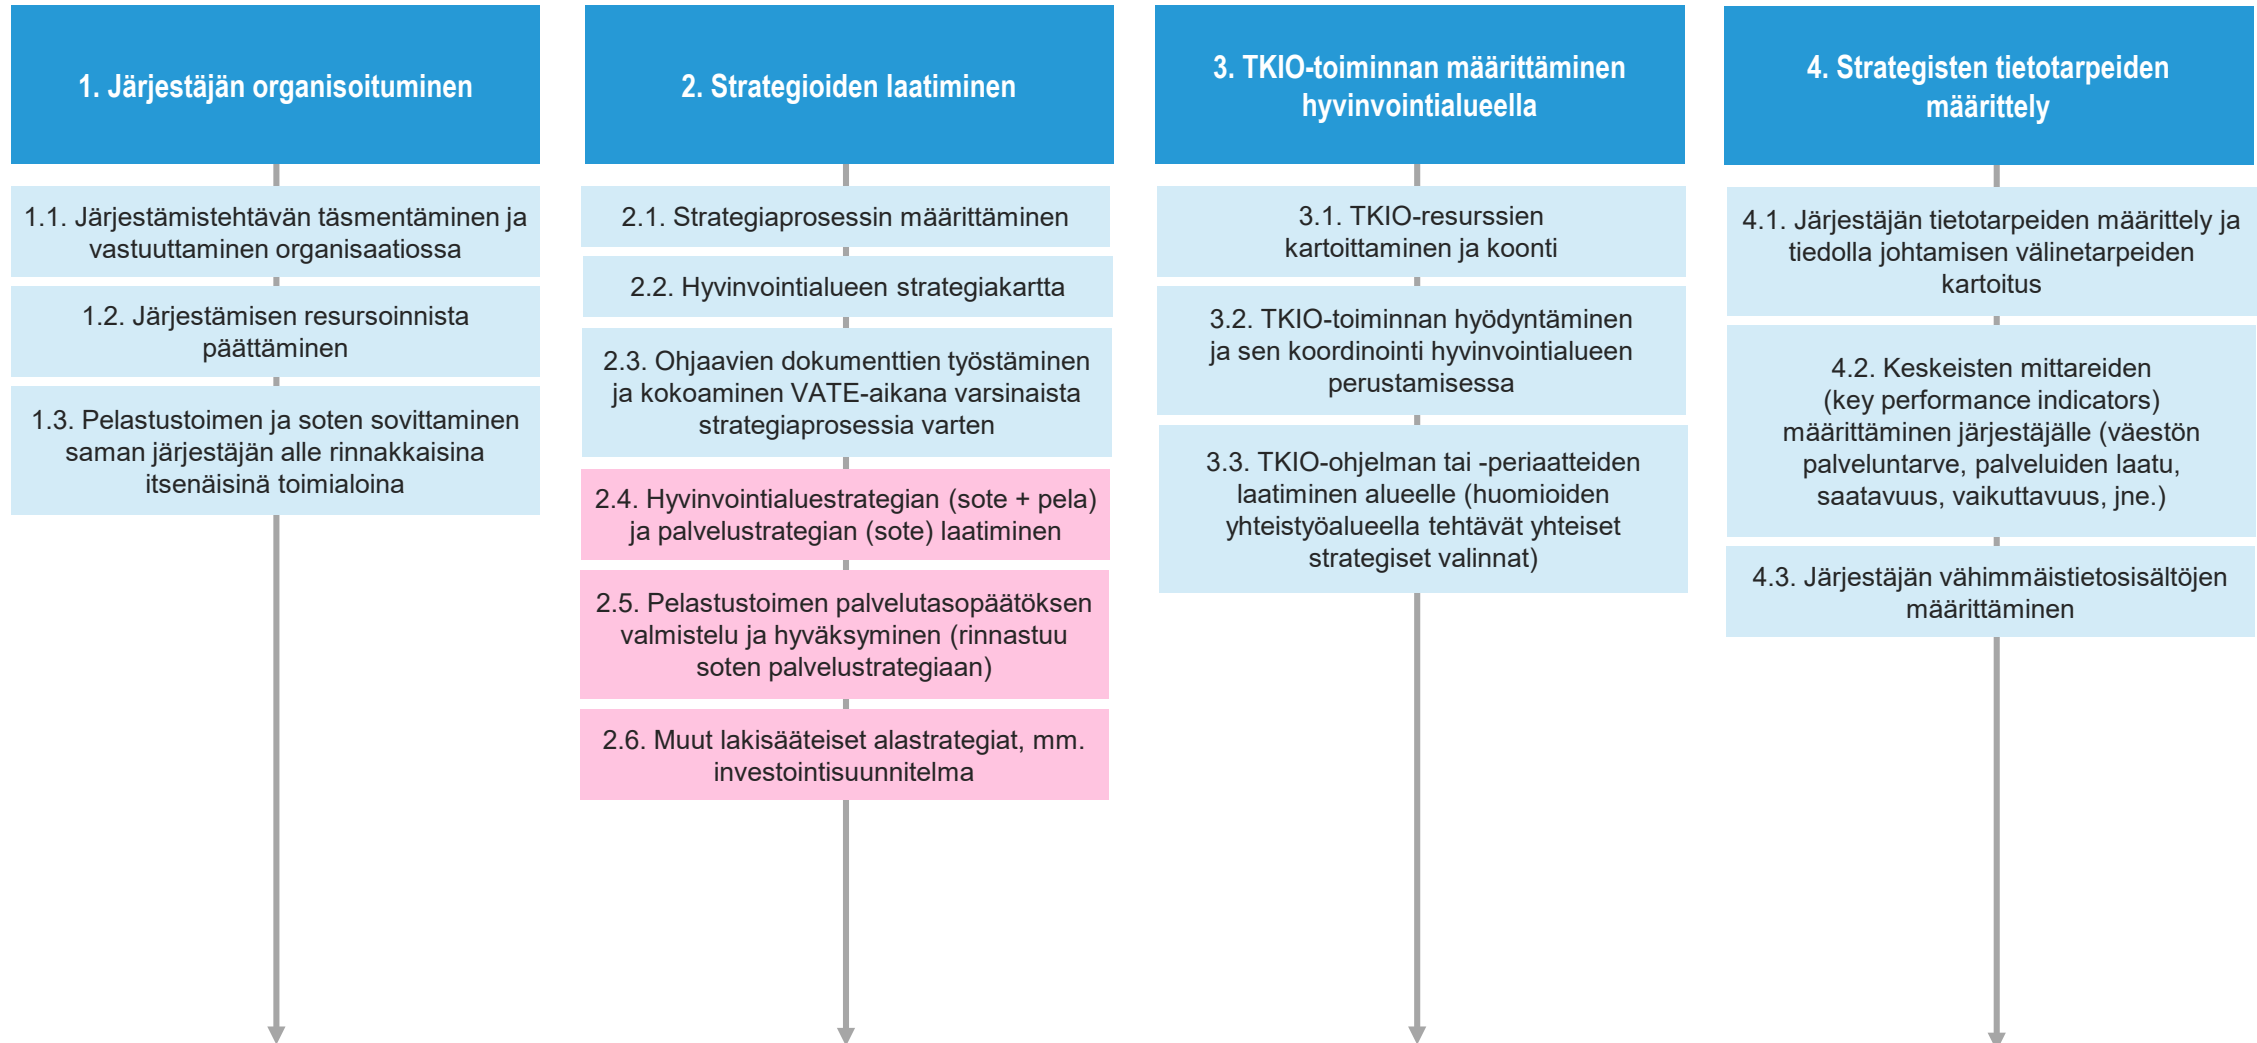 1. Järjestäjän organisoituminen
1.1. Järjestämistehtävän täsmentäminen ja
vastuuttaminen organisaatiossa
1.2. Järjestämisen resursoinnista
päättäminen
1.3. Pelastustoimen ja soten sovittaminen
saman järjestäjän alle rinnakkaisina
itsenäisinä toimialoina
2. Strategioiden laatiminen
2.1. Strategiaprosessin määrittäminen
2.2. Hyvinvointialueen strategiakartta
2.3. Ohjaavien dokumenttien työstäminen
ja kokoaminen VATE-aikana varsinaista
strategiaprosessia varten
2.4. Hyvinvointialuestrategian (sote + pela)
ja palvelustrategian (sote) laatiminen
2.5. Pelastustoimen palvelutasopäätöksen
valmistelu ja hyväksyminen (rinnastuu
soten palvelustrategiaan)
2.6. Muut lakisääteiset alastrategiat, mm.
investointisuunnitelma
3. TKIO-toiminnan määrittäminen
hyvinvointialueella
3.1. TKIO-resurssien
kartoittaminen ja koonti
3.2. TKIO-toiminnan hyödyntäminen
ja sen koordinointi hyvinvointialueen
perustamisessa
3.3. TKIO-ohjelman tai -periaatteiden
laatiminen alueelle (huomioiden
yhteistyöalueella tehtävät yhteiset
strategiset valinnat)
4. Strategisten tietotarpeiden
määrittely
4.1. Järjestäjän tietotarpeiden määrittely ja
tiedolla johtamisen välinetarpeiden
kartoitus
4.2. Keskeisten mittareiden
(key performance indicators)
määrittäminen järjestäjälle (väestön
palveluntarve, palveluiden laatu,
saatavuus, vaikuttavuus, jne.)
4.3. Järjestäjän vähimmäistietosisältöjen
määrittäminen